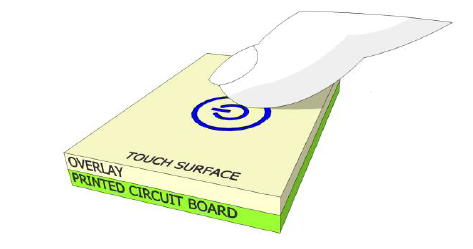 TOUCH SURFACE
OVERLAY
PRINTED CIRCUIT BOARD